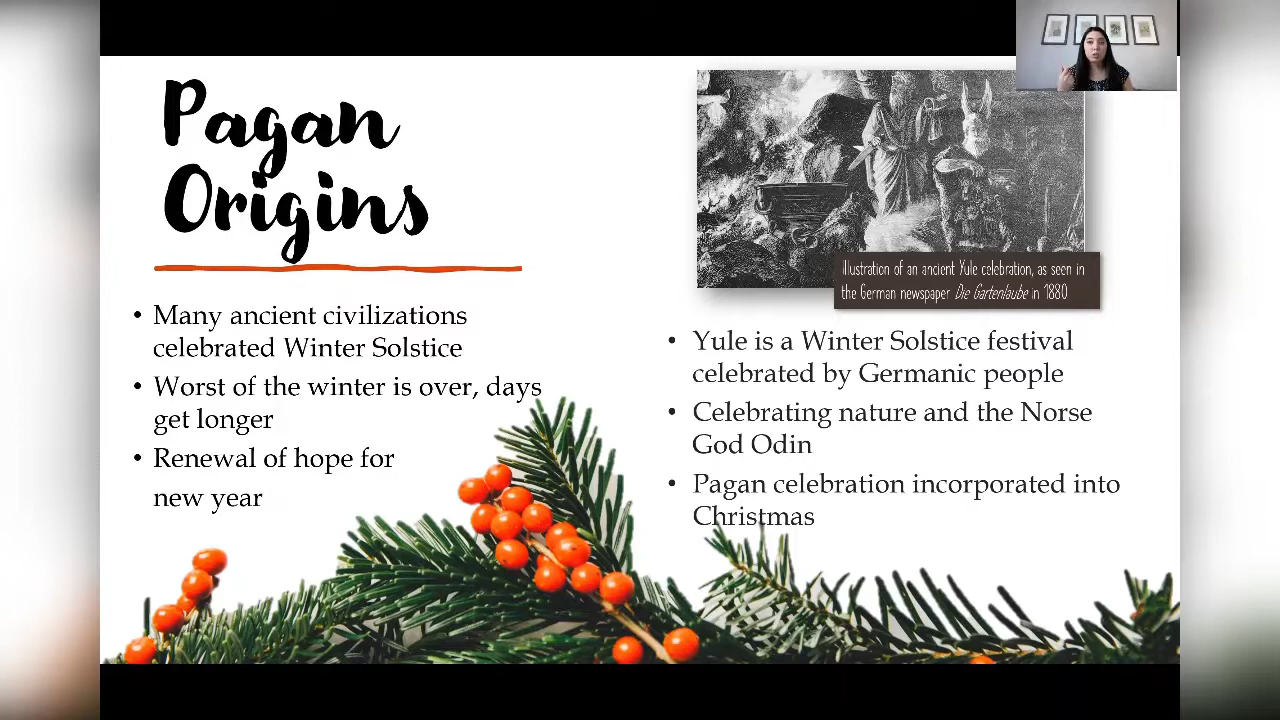 Pagan
Origins
• Many ancient civilizations
celebrated Winter Solstice
• Worst of the winter is over, days
get longer
• Renewal of hope for
new year
Illustration of an ancient Yule celebration, as seen in
the German newspaper Die Gartenlaube in 1880
• Yule is a Winter Solstice festival
celebrated by Germanic people
• Celebrating nature and the Norse
God Odin
• Pagan celebration incorporated into
Christmas